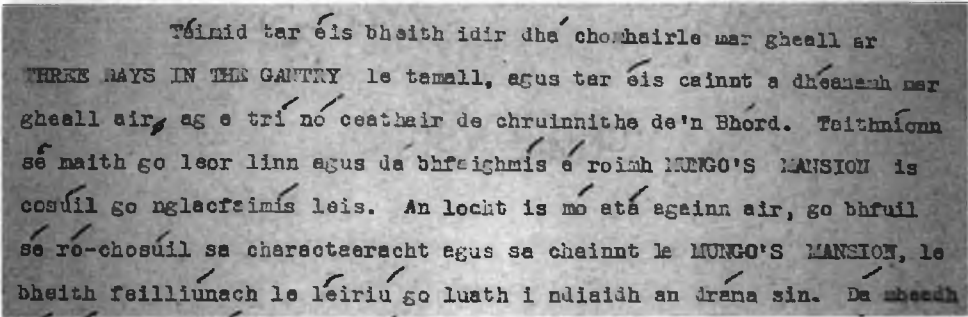 Táimid tar éis bheith idir dhá chomhairle mar gheall ar
THREE DAYS IN THE GANTRY le tamall, agus tar éis cainnt a dhéanamh mar
gheall air, ag a trí nó ceathair de chruinnithe de'n Bhord. Taithníonn
sé maith go leor linn agus dá bhfaighmís é roimh MUNGO'S MANSION is
cosúil go nglacfaimís leis. An locht is mó atá againn air, go bhfuil
sé ró-chosúil sa charactaeracht agus sa chainnt le MUNGO'S MANSION, le
bheith feilliúnach le léiriú go luath i ndiaidh an dráma sin. Dá mbeadh